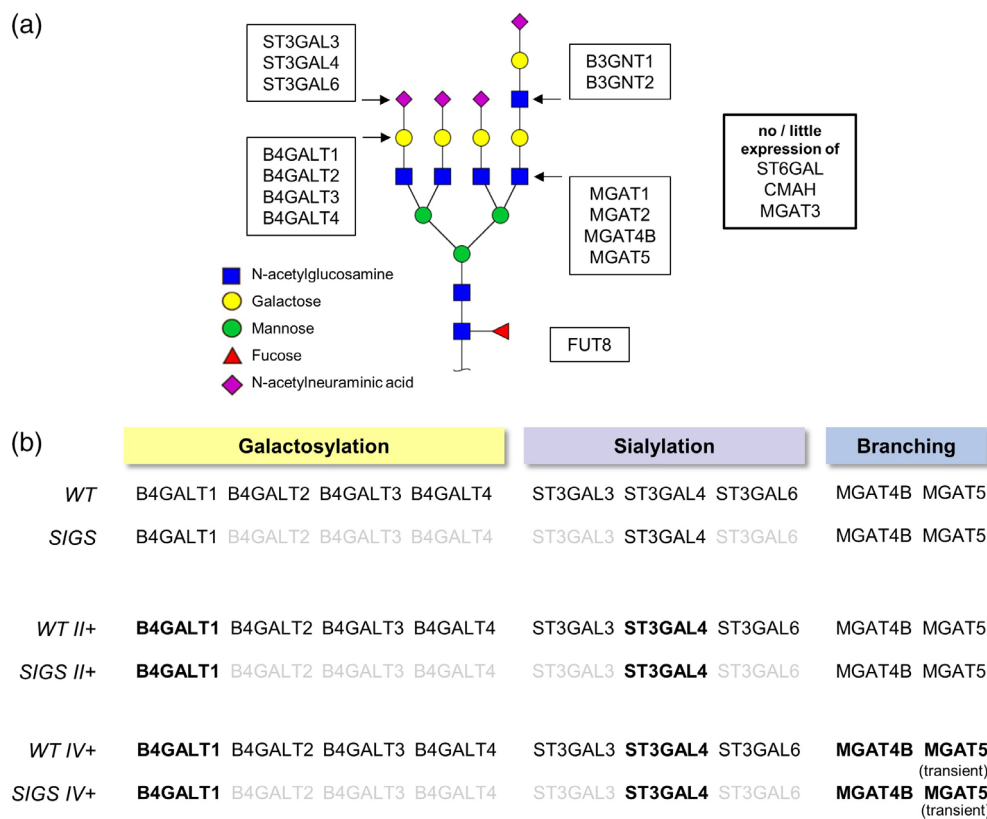 (a)
ST3GAL3
ST3GAL4
ST3GAL6
B3GNT1
B3GNT2
no / little
expression of
ST6GAL
CMAH
MGAT3
B4GALT1
B4GALT2
B4GALT3
B4GALT4
MGAT1
MGAT2
MGAT4B
MGAT5
N-acetylglucosamine
Galactose
Mannose
Fucose
N-acetylneuraminic acid
FUT8
(b)
Galactosylation Sialylation Branching
WT B4GALT1 B4GALT2 B4GALT3 B4GALT4 ST3GAL3 ST3GAL4 ST3GAL6 MGAT4B MGAT5
SIGS B4GALT1 B4GALT2 B4GALT3 B4GALT4 ST3GAL3 ST3GAL4 ST3GAL6 MGAT4B MGAT5
WT II+ B4GALT1 B4GALT2 B4GALT3 B4GALT4 ST3GAL3 ST3GAL4 ST3GAL6 MGAT4B MGAT5
SIGS II+ B4GALT1 B4GALT2 B4GALT3 B4GALT4 ST3GAL3 ST3GAL4 ST3GAL6 MGAT4B MGAT5
WT IV+ B4GALT1 B4GALT2 B4GALT3 B4GALT4 ST3GAL3 ST3GAL4 ST3GAL6 MGAT4B MGAT5
(transient)
SIGS IV+ B4GALT1 B4GALT2 B4GALT3 B4GALT4 ST3GAL3 ST3GAL4 ST3GAL6 MGAT4B MGAT5
(transient)